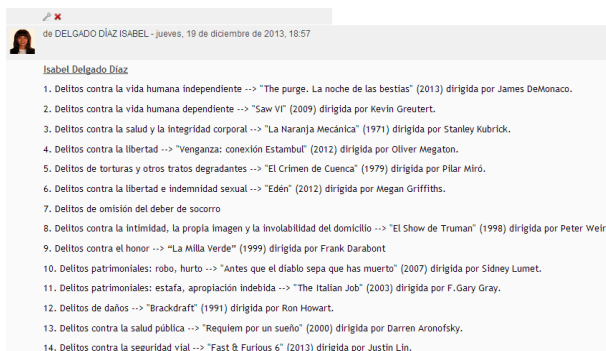 de DELGADO DÍAZ ISABEL - jueves, 19 de diciembre de 2013, 18:57
Isabel Delgado Díaz
1. Delitos contra la vida humana independiente --> "The purge. La noche de las bestias" (2013) dirigida por James DeMonaco.
2. Delitos contra la vida humana dependiente --> "Saw VI" (2009) dirigida por Kevin Greutert.
3. Delitos contra la salud y la integridad corporal --> "La Naranja Mecánica" (1971) dirigida por Stanley Kubrick.
4. Delitos contra la libertad --> "Venganza: conexión Estambul" (2012) dirigida por Oliver Megaton.
5. Delitos de torturas y otros tratos degradantes --> "El Crimen de Cuenca" (1979) dirigida por Pilar Miró.
6. Delitos contra la libertad e indemnidad sexual --> "Edén" (2012) dirigida por Megan Griffiths.
7. Delitos de omisión del deber de socorro
8. Delitos contra la intimidad, la propia imagen y la involabilidad del domicilio --> "El Show de Truman" (1998) dirigida por Peter Weir
9. Delitos contra el honor --> “La Milla Verde” (1999) dirigida por Frank Darabont
10. Delitos patrimoniales: robo, hurto --> "Antes que el diablo sepa que has muerto" (2007) dirigida por Sidney Lumet.
11. Delitos patrimoniales: estafa, apropiación indebida --> "The Italian Job" (2003) dirigida por F.Gary Gray.
12. Delitos de daños --> "Brackdraft" (1991) dirigida por Ron Howart.
13. Delitos contra la salud pública --> "Requiem por un sueño" (2000) dirigida por Darren Aronofsky.
14. Delitos contra la seguridad vial --> "Fast & Furious 6" (2013) dirigida por Justin Lin.